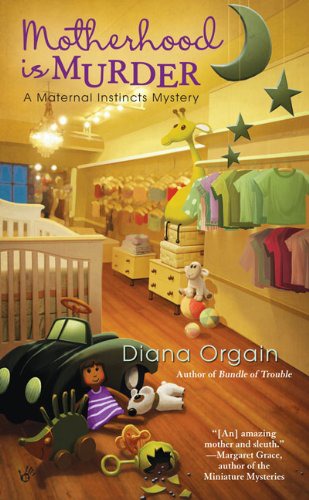 Motherhood
is MURDER
A Maternal Instincts Mystery
Diana Orgain
Author of Bundle of Trouble
“[An] amazing
mother and sleuth.”
—Margaret Grace,
author of the
Miniature Mysteries